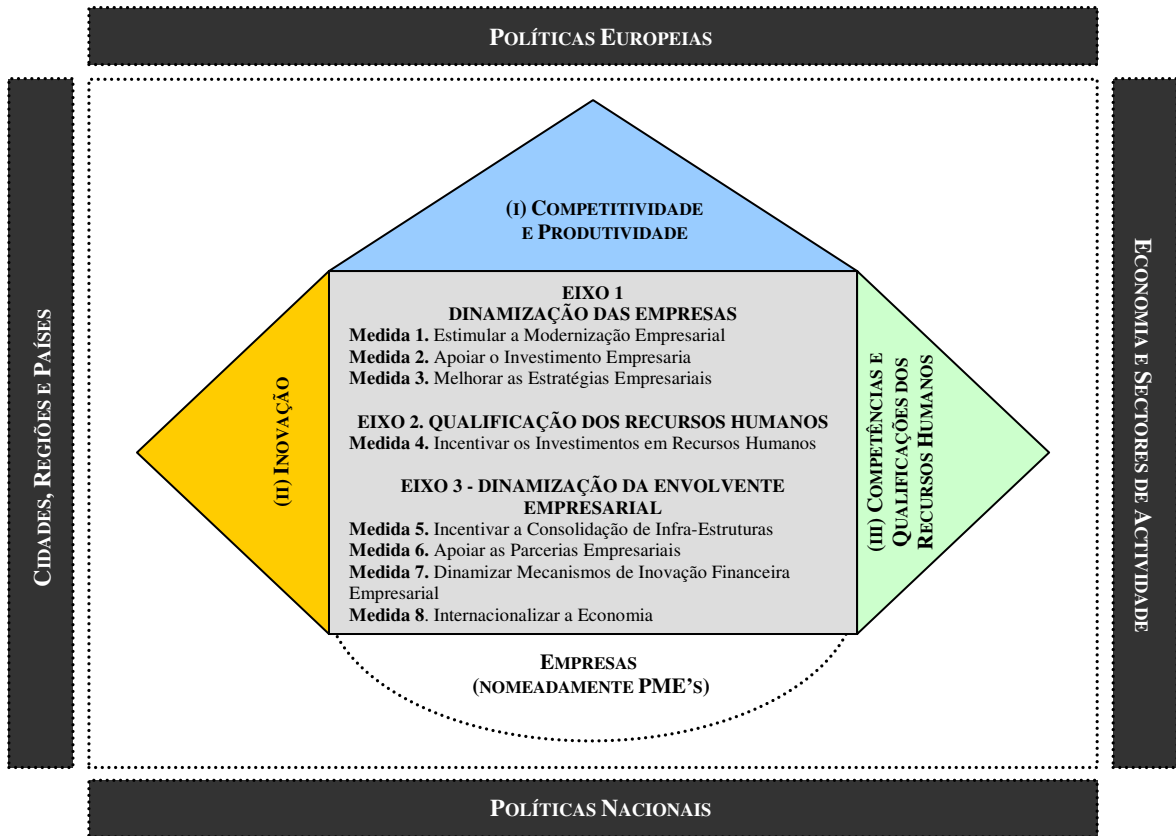 POLÍTICAS EUROPEIAS
CIDADES, REGIÕES E PAÍSES
(I) COMPETITIVIDADE
E PRODUTIVIDADE
(II) INOVAÇÃO
EIXO 1
DINAMIZAÇÃO DAS EMPRESAS
Medida 1. Estimular a Modernização Empresarial
Medida 2. Apoiar o Investimento Empresaria
Medida 3. Melhorar as Estratégias Empresariais
EIXO 2. QUALIFICAÇÃO DOS RECURSOS HUMANOS
Medida 4. Incentivar os Investimentos em Recursos Humanos
EIXO 3 - DINAMIZAÇÃO DA ENVOLVENTE
EMPRESARIAL
Medida 5. Incentivar a Consolidação de Infra-Estruturas
Medida 6. Apoiar as Parcerias Empresariais
Medida 7. Dinamizar Mecanismos de Inovação Financeira
Empresarial
Medida 8. Internacionalizar a Economia
(III) COMPETÊNCIAS E
QUALIFICAÇÕES DOS
RECURSOS HUMANOS
ECONOMIA E SECTORES DE ACTIVIDADE
EMPRESAS
(NOMEADAMENTE PME'S)
POLÍTICAS NACIONAIS